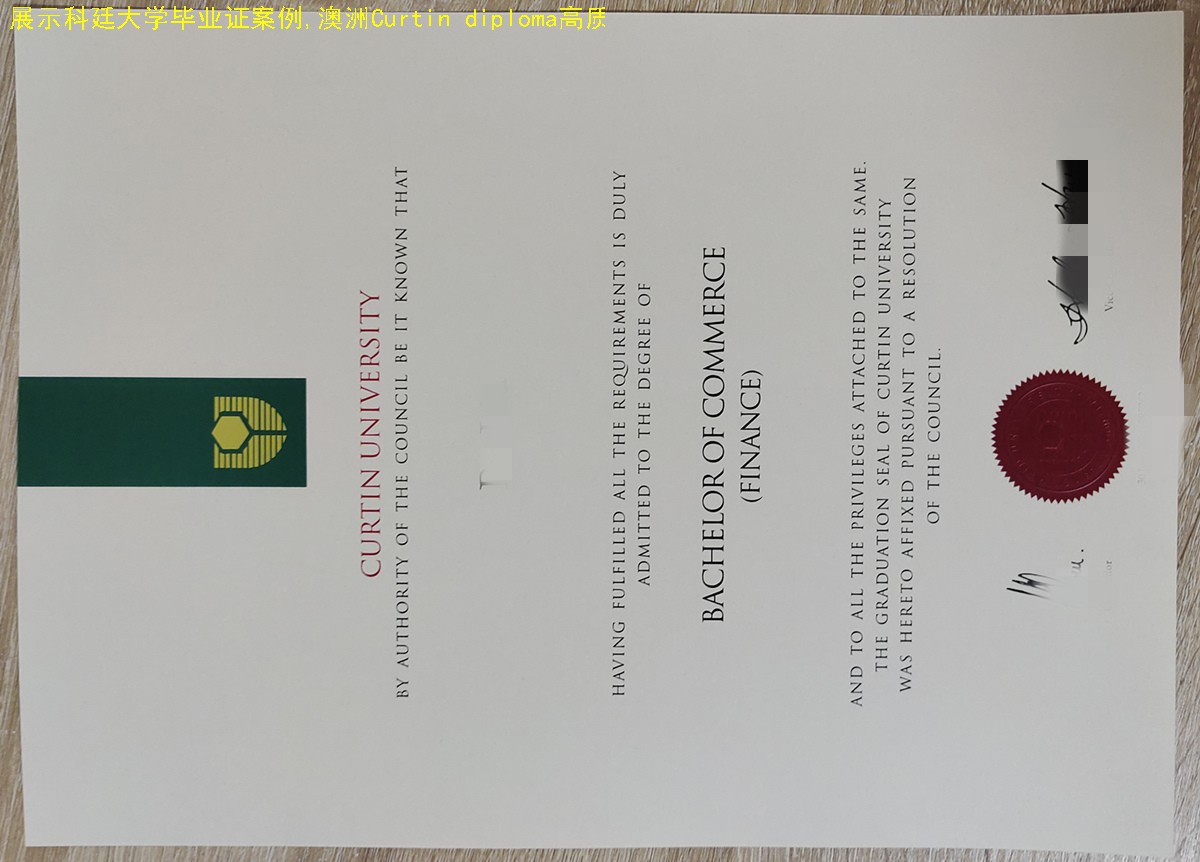 展示科廷大学毕业证案例,澳洲Curtin diploma高质
CURTIN UNIVERSITY
BY AUTHORITY OF THE COUNCIL BE IT KNOWN THAT
HAVING FULFILLED ALL THE REQUIREMENTS IS DULY
ADMITTED TO THE DEGREE OF
BACHELOR OF COMMERCE
(FINANCE)
AND TO ALL THE PRIVILEGES ATTACHED TO THE SAME.
THE GRADUATION SEAL OF CURTIN UNIVERSITY
WAS HERETO AFFIXED PURSUANT TO A RESOLUTION
OF THE COUNCIL.